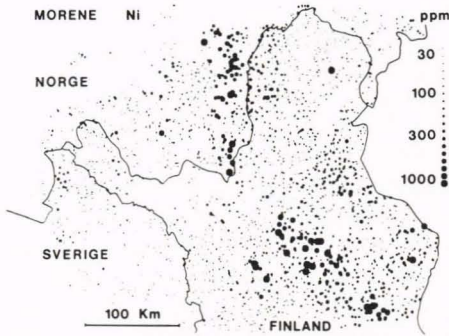 MORENE Ni
ppm
30
NORGE
100
300
1000
SVERIGE
100 Km
FINLAND